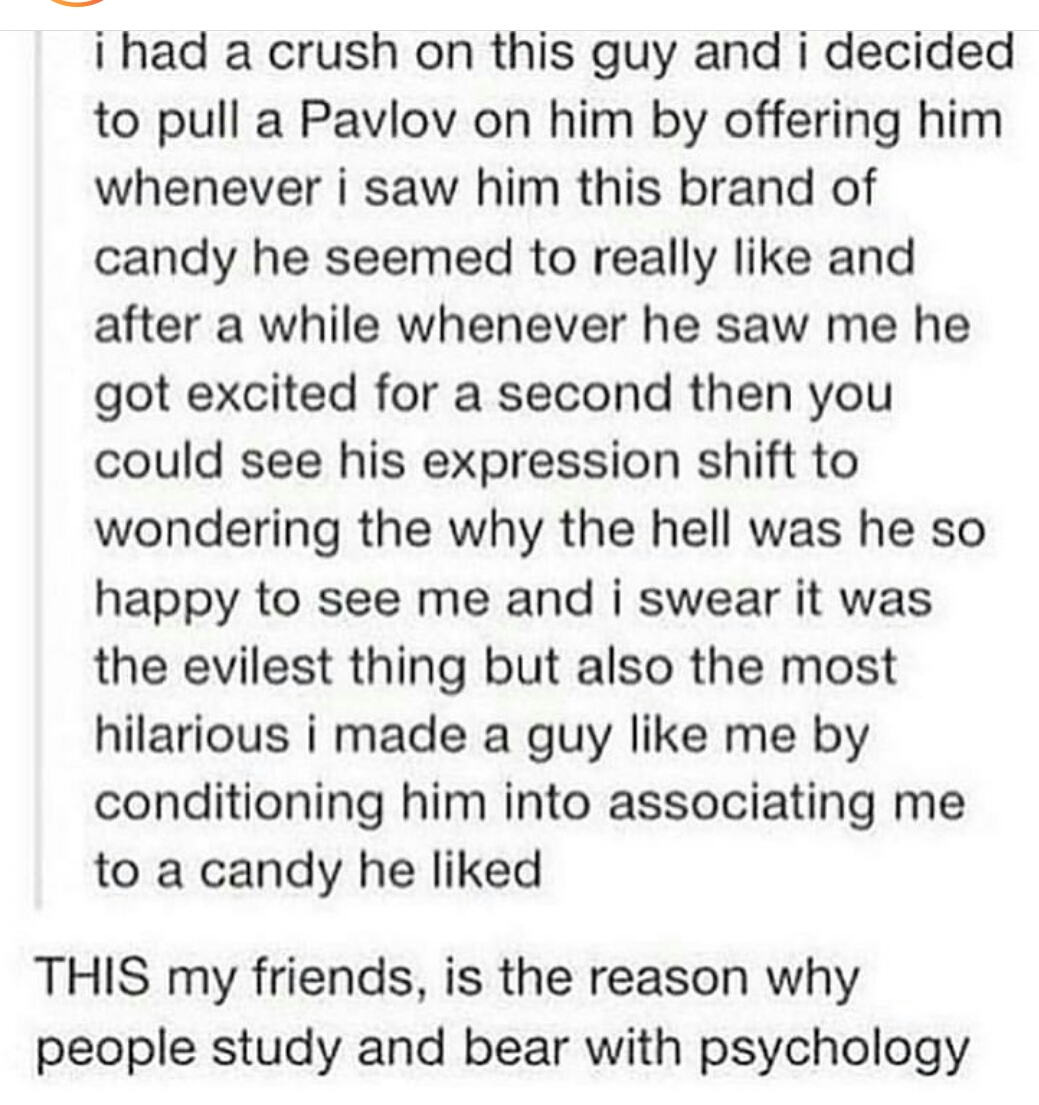 i had a crush on this guy and i decided
to pull a Pavlov on him by offering him
whenever i saw him this brand of
candy he seemed to really like and
after a while whenever he saw me he
got excited for a second then you
could see his expression shift to
wondering the why the hell was he so
happy to see me and i swear it was
the evilest thing but also the most
hilarious i made a guy like me by
conditioning him into associating me
to a candy he liked
THIS my friends, is the reason why
people study and bear with psychology